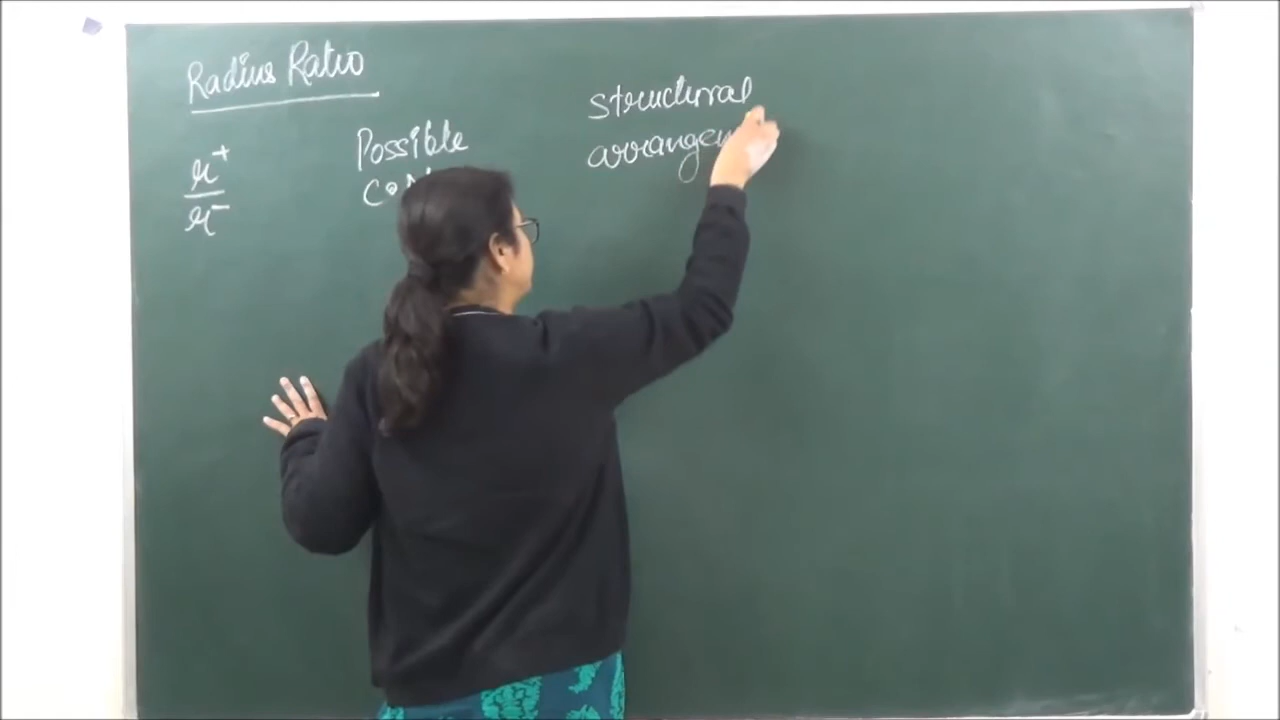 Radius Ratio
r+
r-
Possible
structural